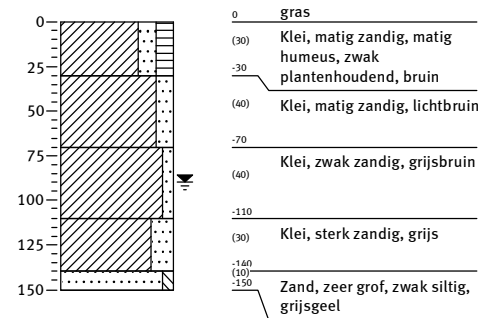 0
25
50
75
100
125
150
0 gras
(30) Klei, matig zandig, matig
humeus, zwak
-30 plantenhoudend, bruin
(40) Klei, matig zandig, lichtbruin
-70
Klei, zwak zandig, grijsbruin
(40)
-110
(30) Klei, sterk zandig, grijs
-140
(10)
-150 Zand, zeer grof, zwak siltig,
grijsgeel